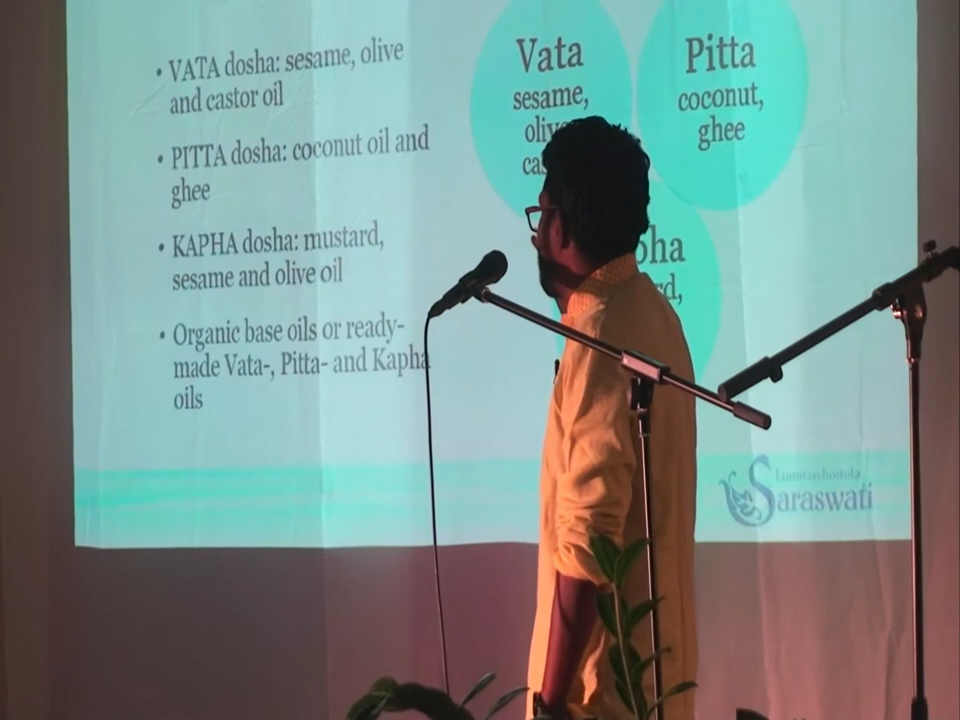 • VATA dosha: sesame, olive
and castor oil
• PITTA dosha: coconut oil and
ghee
• KAPHA dosha: mustard,
sesame and olive oil
• Organic base oils or ready-
made Vata-, Pitta- and Kapha
oils
Vata
sesame,
Pitta
coconut,
ghee
Luontaishoitola
Saraswati